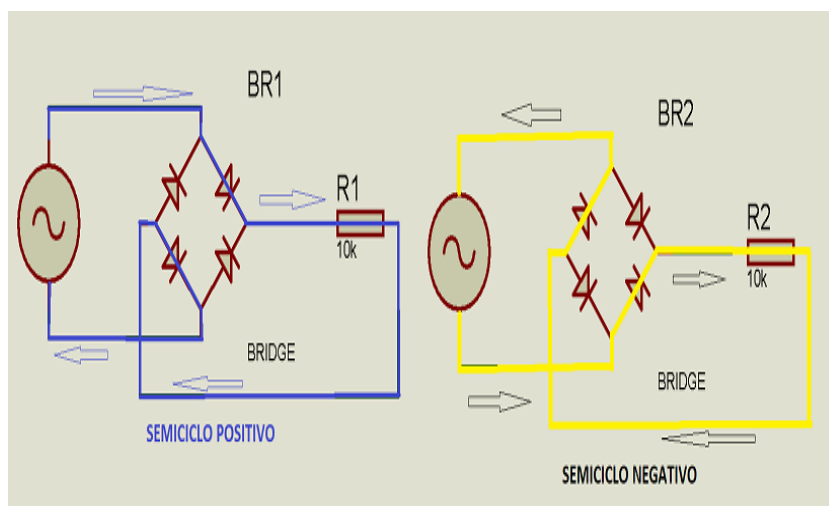 BR1
R1
10k
BRIDGE
SEMICICLO POSITIVO
BR2
R2
10k
BRIDGE
SEMICICLO NEGATIVO